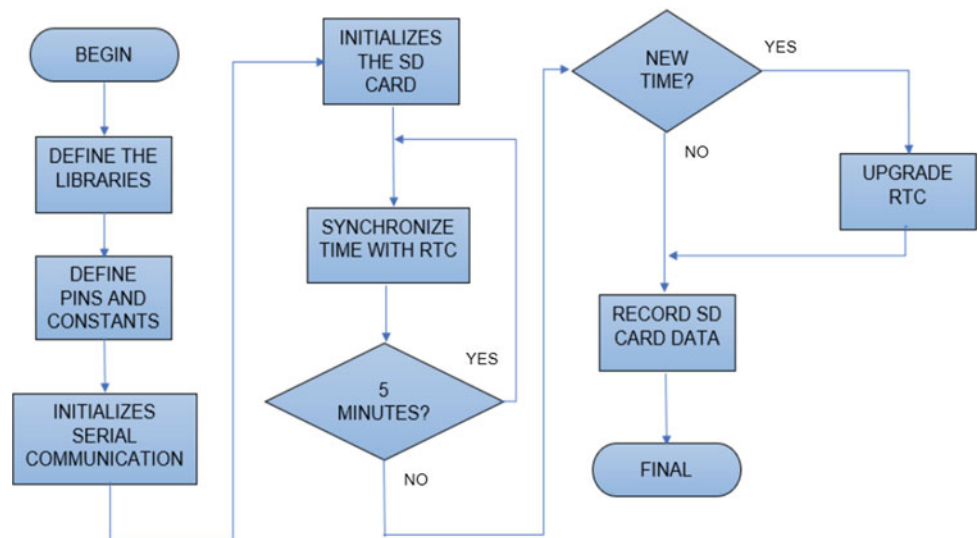 BEGIN
DEFINE THE
LIBRARIES
DEFINE
PINS AND
CONSTANTS
INITIALIZES
SERIAL
COMMUNICATION
INITIALIZES
THE SD
CARD
SYNCHRONIZE
TIME WITH RTC
5
MINUTES?
YES
NO
NEW
TIME?
YES
NO
UPGRADE
RTC
RECORD SD
CARD DATA
FINAL